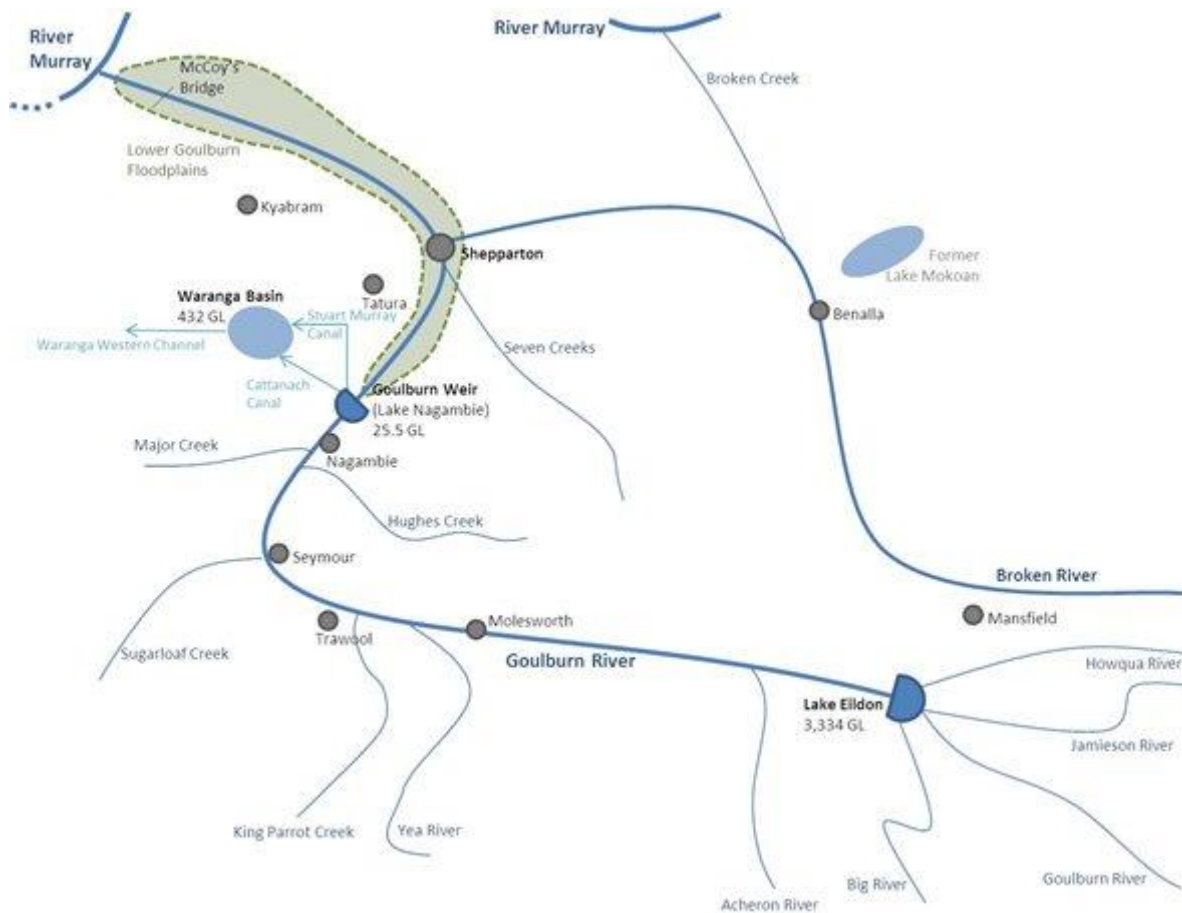 River
Murray
River Murray
McCoy's
Bridge
Broken Creek
Lower Goulburn
Floodplains
Kyabram
Shepparton
Former
Lake Mokoan
Tatura
Waranga Basin
432 GL
Stuart Murray
Canal
Benalla
Waranga Western Channel
Seven Creeks
Cattanach
Canal
Goulburn Weir
(Lake Nagambie)
25.5 GL
Major Creek
Nagambie
Hughes Creek
Seymour
Broken River
Mansfield
Molesworth
Trawool
Sugarloaf Creek
Goulburn River
Howqua River
Lake Eildon
3,334 GL
Jamieson River
King Parrot Creek
Yea River
Acheron River
Big River
Goulburn River